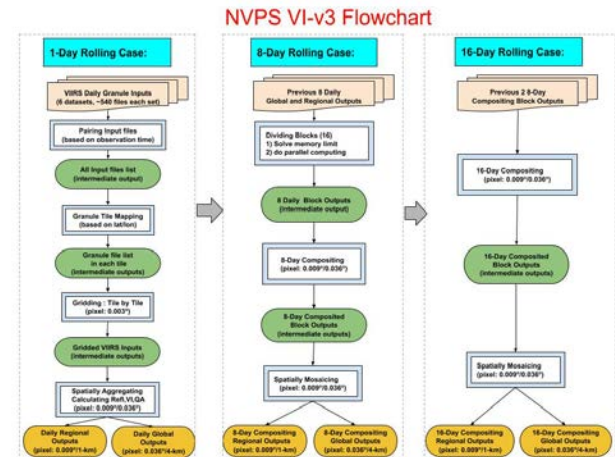 NVPS VI-v3 Flowchart
1-Day Rolling Case:
VIIRS Daily Granule Inputs
(6 datasets, ~540 files each set)
Pairing Input files
(based on observation time)
All Input files list
(intermediate output)
Granule Tile Mapping
(based on lat/lon)
Granule file list
in each tile
(intermediate outputs)
Gridding : Tile by Tile
(pixel: 0.003°)
Gridded VIIRS Inputs
(intermediate outputs)
Spatially Aggregating
Calculating Refl,VI,QA
(pixel: 0.009°/0.036°)
Daily Regional
Outputs
(pixel: 0.009°/1-km)
Daily Global
Outputs
(pixel: 0.036°/4-km)
8-Day Rolling Case:
Previous 8 Daily
Global and Regional Outputs
Dividing Blocks (16)
1) Solve memory limit
2) do parallel computing
8 Daily Block Outputs
(intermediate output)
8-Day Compositing
(pixel: 0.009°/0.036°)
8-Day Composited
Block Outputs
(intermediate outputs)
Spatially Mosaicing
(pixel: 0.009°/0.036°)
8-Day Compositing
Regional Outputs
(pixel: 0.009°/1-km)
8-Day Compositing
Global Outputs
(pixel: 0.036°/4-km)
16-Day Rolling Case:
Previous 2 8-Day
Compositing Block Outputs
16-Day Compositing
(pixel: 0.009°/0.036°)
16-Day Composited
Block Outputs
(intermediate outputs)
Spatially Mosaicing
(pixel: 0.009°/0.036°)
16-Day Compositing
Regional Outputs
(pixel: 0.009°/1-km)
16-Day Compositing
Global Outputs
(pixel: 0.036°/4-km)